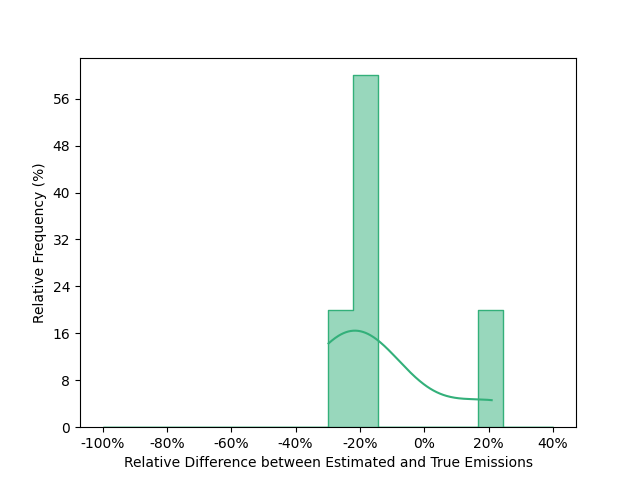 56
48
40
32
24
16
8
0
Relative Frequency (%)
-100% -80% -60% -40% -20% 0% 20% 40%
Relative Difference between Estimated and True Emissions